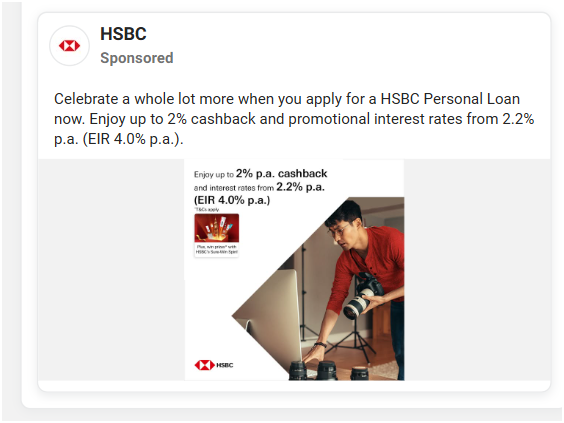 HSBC
Sponsored
Celebrate a whole lot more when you apply for a HSBC Personal Loan
now. Enjoy up to 2% cashback and promotional interest rates from 2.2%
p.a. (EIR 4.0% p.a.).
Enjoy up to 2% p.a. cashback
and interest rates from 2.2% p.a.
(EIR 4.0% p.a.)
*T&Cs apply
Plus, win prizes* with
HSBC's Sure-Win Spin!
HSBC